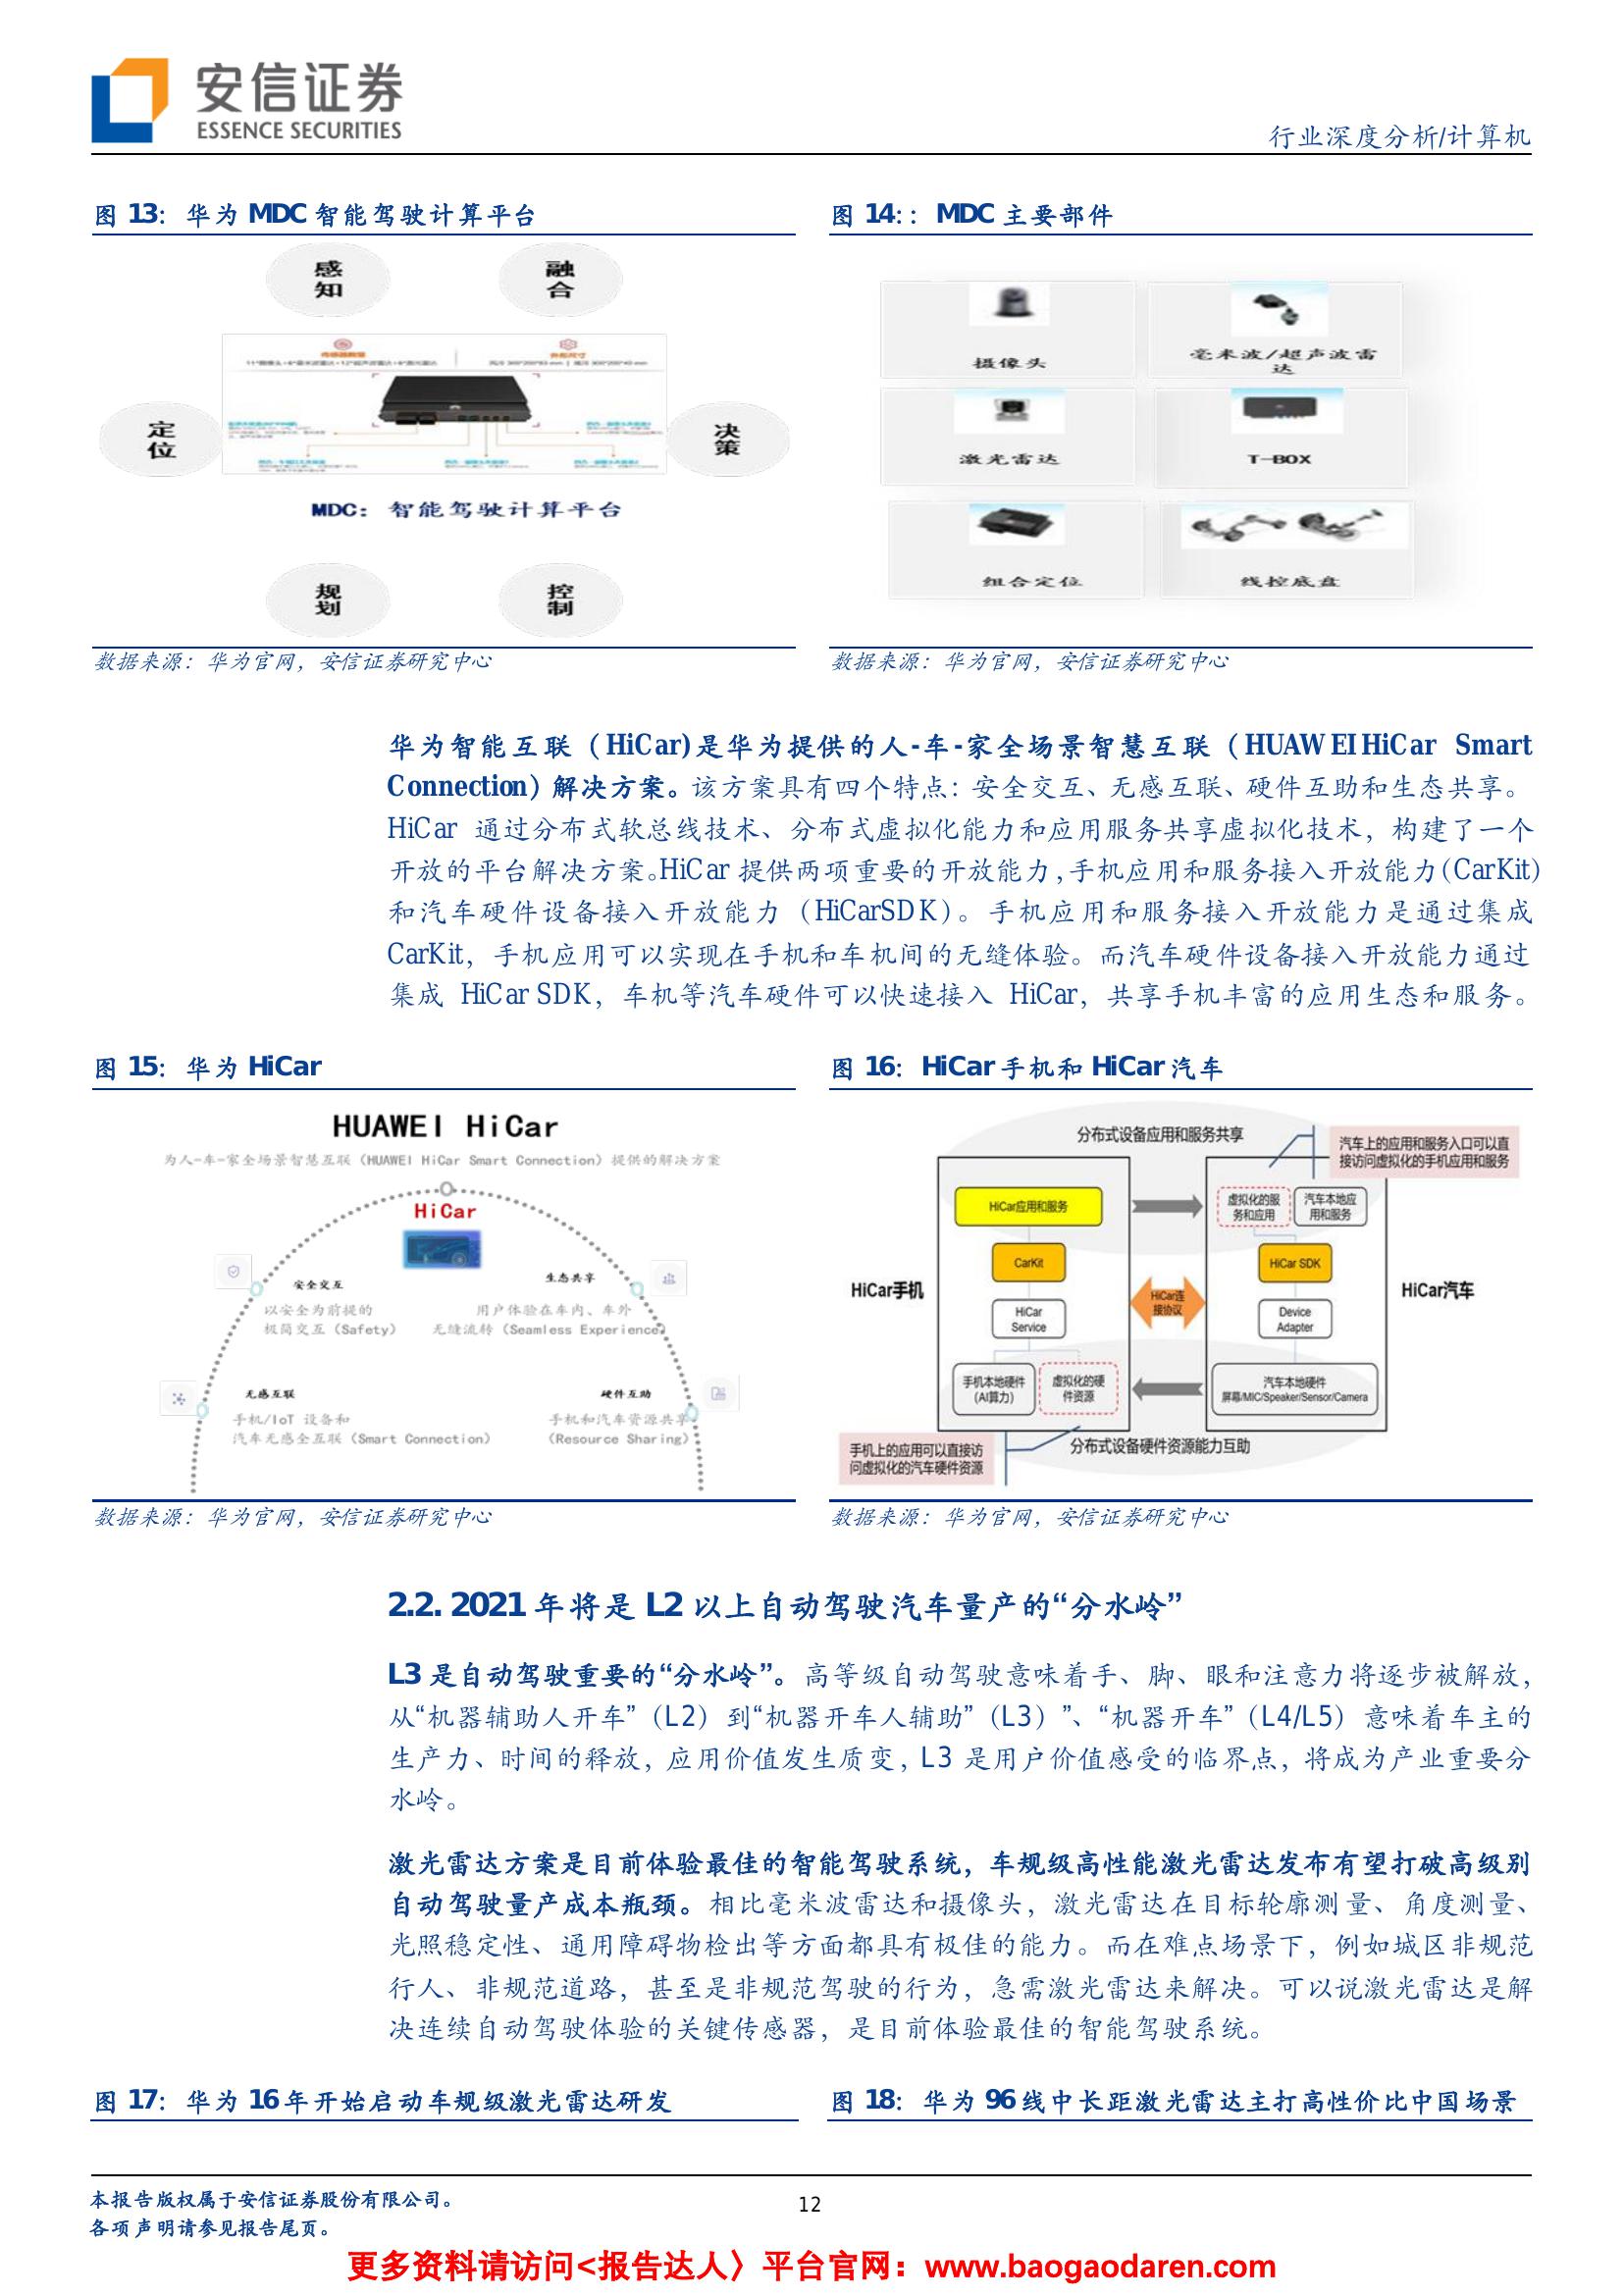 安信证券
ESSENCE SECURITIES
行业深度分析/计算机
图 13：华为 MDC 智能驾驶计算平台
感知
融合
定位
决策
外形尺寸
MDC：智能驾驶计算平台
规划
控制
数据来源：华为官网，安信证券研究中心
图 14：：MDC 主要部件
摄像头
毫米波/超声波雷
达
激光雷达
T-BOX
组合定位
线控底盘
数据来源：华为官网，安信证券研究中心
华为智能互联（HiCar)是华为提供的人-车-家全场景智慧互联（HUAWEI HiCar Smart
Connection）解决方案。该方案具有四个特点：安全交互、无感互联、硬件互助和生态共享。
HiCar 通过分布式软总线技术、分布式虚拟化能力和应用服务共享虚拟化技术，构建了一个
开放的平台解决方案。HiCar 提供两项重要的开放能力，手机应用和服务接入开放能力（CarKit）
和汽车硬件设备接入开放能力（HiCarSDK）。手机应用和服务接入开放能力是通过集成
CarKit，手机应用可以实现在手机和车机间的无缝体验。而汽车硬件设备接入开放能力通过
集成 HiCar SDK，车机等汽车硬件可以快速接入 HiCar，共享手机丰富的应用生态和服务。
图 15：华为 HiCar
HUAWEI HiCar
为人-车-家全场景智慧互联（HUAWEI HiCar Smart Connection）提供的解决方案
HiCar
安全交互
以安全为前提的
极简交互（Safety）
生态共享
用户体验在车内、车外
无缝流转（Seamless Experience）
无感互联
手机/IoT 设备和
汽车无感全互联（Smart Connection）
硬件互助
手机和汽车资源共享
（Resource Sharing）
数据来源：华为官网，安信证券研究中心
图 16：HiCar 手机和 HiCar 汽车
分布式设备应用和服务共享
汽车上的应用和服务入口可以直
接访问虚拟化的手机应用和服务
HiCar应用和服务
虚拟化的服
务和应用
汽车本地应
用和服务
CarKit
HiCar SDK
HiCar手机
HiCar连
接协议
HiCar汽车
HiCar
Service
Device
Adapter
手机本地硬件
(AI算力)
虚拟化的硬
件资源
汽车本地硬件
屏幕/MIC/Speaker/Sensor/Camera
手机上的应用可以直接访
问虚拟化的汽车硬件资源
分布式设备硬件资源能力互助
数据来源：华为官网，安信证券研究中心
2.2. 2021 年将是 L2 以上自动驾驶汽车量产的“分水岭”
L3 是自动驾驶重要的“分水岭”。高等级自动驾驶意味着手、脚、眼和注意力将逐步被解放，
从“机器辅助人开车”（L2）到“机器开车人辅助”（L3）”、“机器开车”（L4/L5）意味着车主的
生产力、时间的释放，应用价值发生质变，L3 是用户价值感受的临界点，将成为产业重要分
水岭。
激光雷达方案是目前体验最佳的智能驾驶系统，车规级高性能激光雷达发布有望打破高级别
自动驾驶量产成本瓶颈。相比毫米波雷达和摄像头，激光雷达在目标轮廓测量、角度测量、
光照稳定性、通用障碍物检出等方面都具有极佳的能力。而在难点场景下，例如城区非规范
行人、非规范道路，甚至是非规范驾驶的行为，急需激光雷达来解决。可以说激光雷达是解
决连续自动驾驶体验的关键传感器，是目前体验最佳的智能驾驶系统。
图 17：华为 16 年开始启动车规级激光雷达研发
图 18：华为 96 线中长距激光雷达主打高性价比中国场景
本报告版权属于安信证券股份有限公司。
各项声明请参见报告尾页。
12
更多资料请访问<报告达人〉平台官网：www.baogaodaren.com